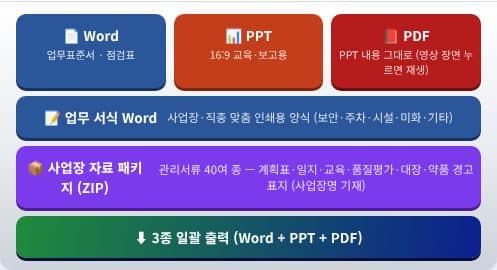 📄 Word
업무표준서 · 점검표
📊 PPT
16:9 교육·보고용
📕 PDF
PPT 내용 그대로 (영상 장면 누
르면 재생)
📝 업무 서식 Word 사업장·직종 맞춤 인쇄용 양식 (보안·주차·시설·미화·기타)
📦 사업장 자료 패키
지 (ZIP)
관리서류 40여 종 — 계획표·일지·교육·품질평가·대장·약품 경고
표지 (사업장명 기재)
⬇ 3종 일괄 출력 (Word + PPT + PDF)